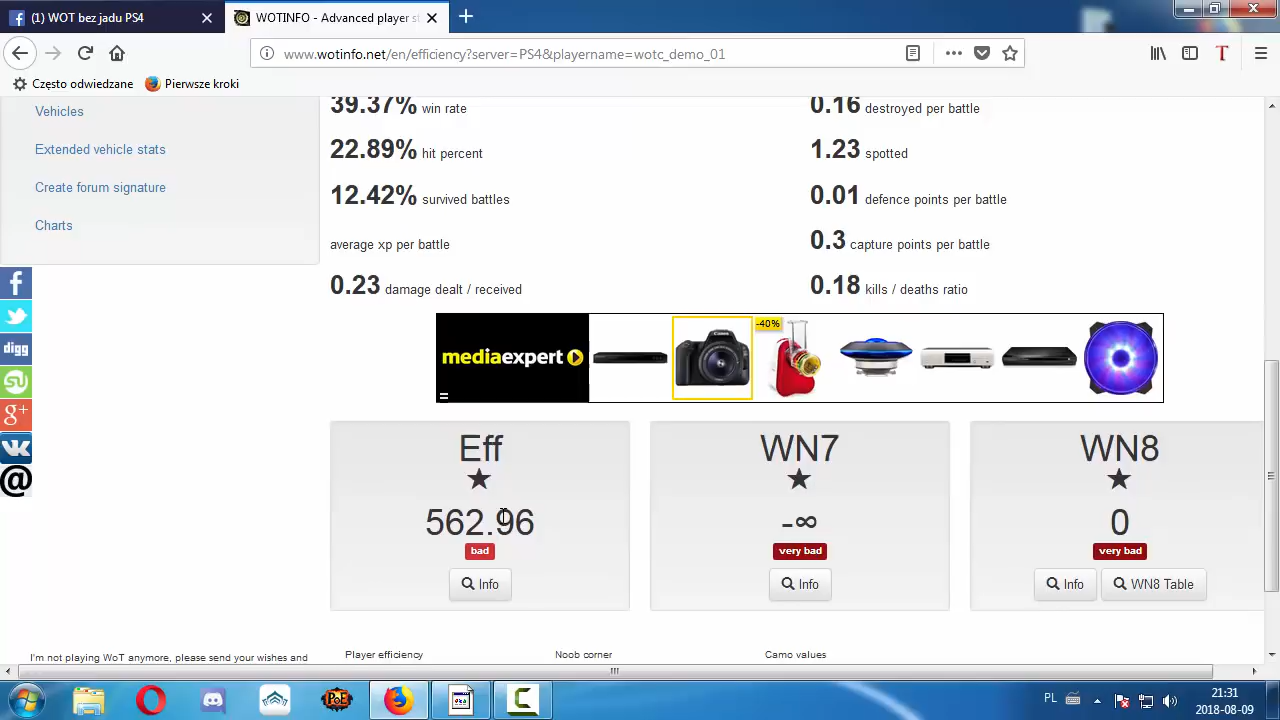 (1) WOT bez jadu PS4
WOTINFO - Advanced player st
www.wotinfo.net/en/efficiency?server=PS4&playername=wotc_demo_01
Często odwiedzane
Pierwsze kroki
Vehicles
Extended vehicle stats
Create forum signature
Charts
39.37% win rate
0.16 destroyed per battle
22.89% hit percent
1.23 spotted
12.42% survived battles
0.01 defence points per battle
average xp per battle
0.3 capture points per battle
0.23 damage dealt / received
0.18 kills / deaths ratio
mediaexpert
-40%
digg
g+
Eff
★
562.96
bad
Info
WN7
★
-∞
very bad
Info
WN8
★
0
very bad
Info
WN8 Table
I'm not playing WoT anymore, please send your wishes and
Player efficiency
Noob corner
Camo values
PoE
PL
21:31
2018-08-09